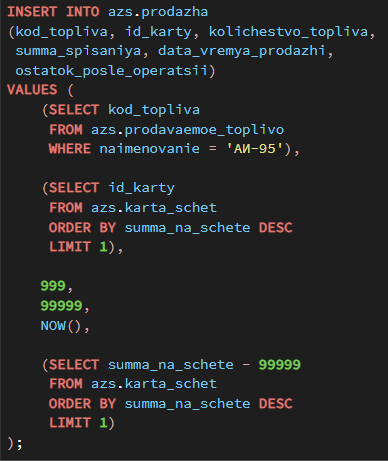 INSERT INTO azs.prodazha
(kod_topliva, id_karty, kolichestvo_topliva,
summa_spisaniya, data_vremya_prodazhi,
ostatok_posle_operatsii)
VALUES (
(SELECT kod_topliva
FROM azs.prodavaemoe_toplivo
WHERE naimenovanie = 'АИ-95'),
(SELECT id_karty
FROM azs.karta_schet
ORDER BY summa_na_schete DESC
LIMIT 1),
999,
99999,
NOW(),
(SELECT summa_na_schete - 99999
FROM azs.karta_schet
ORDER BY summa_na_schete DESC
LIMIT 1)
);